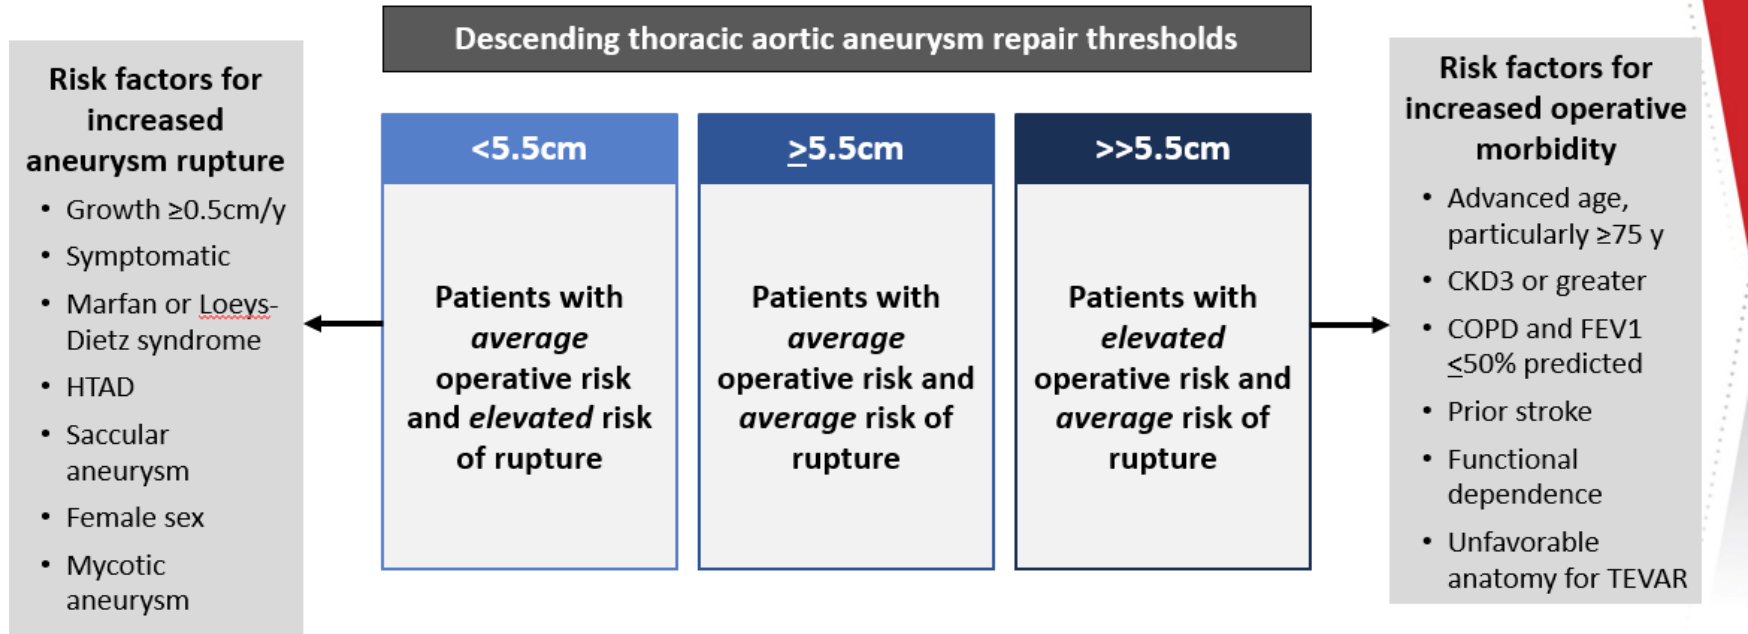 Descending thoracic aortic aneurysm repair thresholds
Risk factors for
increased
aneurysm rupture
• Growth ≥0.5cm/y
• Symptomatic
• Marfan or Loeys-
Dietz syndrome
• HTAD
• Saccular
aneurysm
• Female sex
• Mycotic
aneurysm
<5.5cm
Patients with
average
operative risk
and elevated risk
of rupture
≥5.5cm
Patients with
average
operative risk and
average risk of
rupture
>>5.5cm
Patients with
elevated
operative risk and
average risk of
rupture
Risk factors for
increased operative
morbidity
• Advanced age,
particularly ≥75 y
• CKD3 or greater
• COPD and FEV1
≤50% predicted
• Prior stroke
• Functional
dependence
• Unfavorable
anatomy for TEVAR